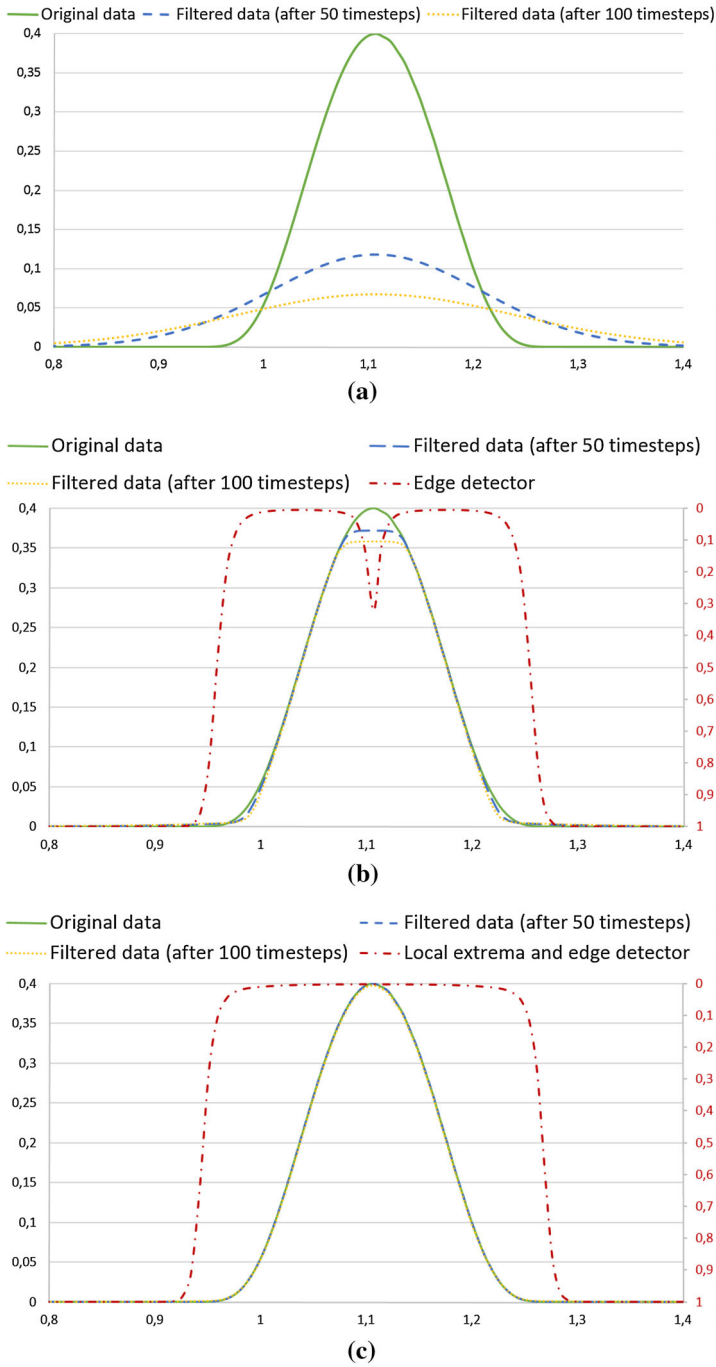 Original data Filtered data (after 50 timesteps) Filtered data (after 100 timesteps)
0,4
0,35
0,3
0,25
0,2
0,15
0,1
0,05
0
0,8 0,9 1 1,1 1,2 1,3 1,4
(a)
Original data Filtered data (after 50 timesteps)
Filtered data (after 100 timesteps) Edge detector
0,4 0
0,35 0,1
0,3 0,2
0,25 0,3
0,2 0,4
0,15 0,5
0,1 0,6
0,05 0,7
0 0,8
0,9
1
0,8 0,9 1 1,1 1,2 1,3 1,4
(b)
Original data Filtered data (after 50 timesteps)
Filtered data (after 100 timesteps) Local extrema and edge detector
0,4 0
0,35 0,1
0,3 0,2
0,25 0,3
0,2 0,4
0,15 0,5
0,1 0,6
0,05 0,7
0 0,8
0,9
1
0,8 0,9 1 1,1 1,2 1,3 1,4
(c)